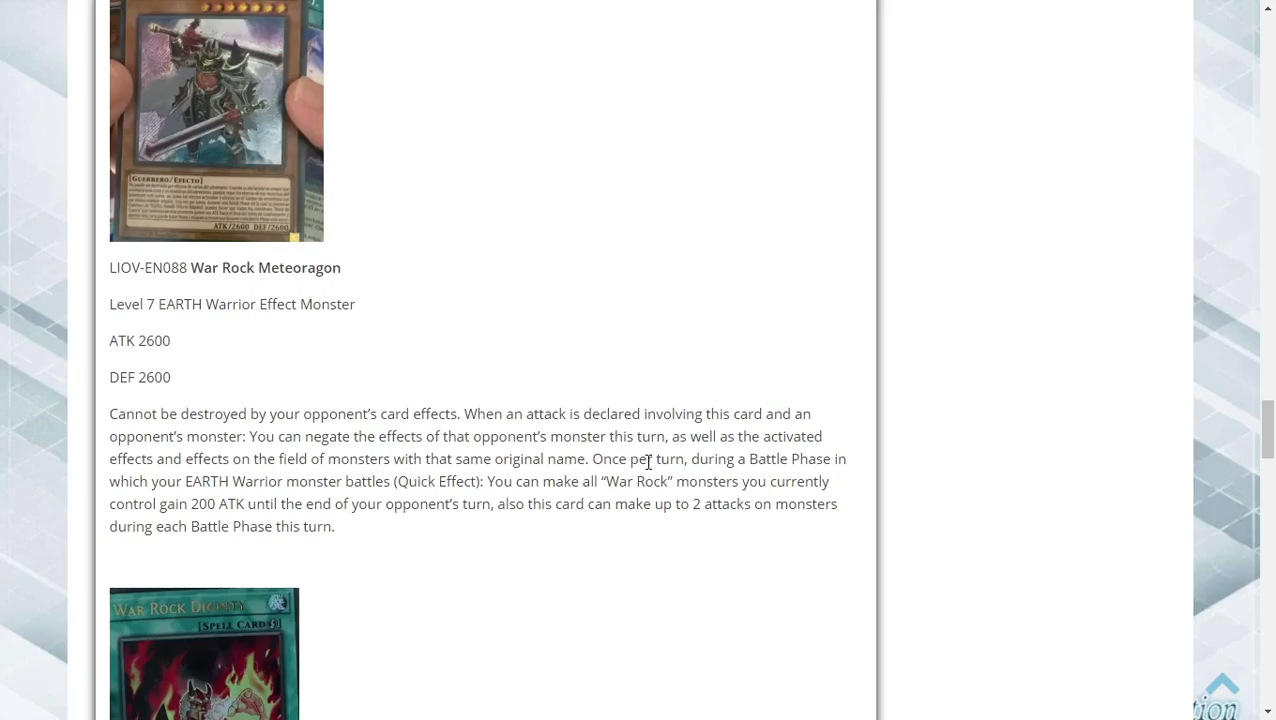 [GUERRERO/EFECTO]
ATK/2600 DEF/2600
LIOV-EN088 War Rock Meteoragon
Level 7 EARTH Warrior Effect Monster
ATK 2600
DEF 2600
Cannot be destroyed by your opponent’s card effects. When an attack is declared involving this card and an
opponent’s monster: You can negate the effects of that opponent’s monster this turn, as well as the activated
effects and effects on the field of monsters with that same original name. Once per turn, during a Battle Phase in
which your EARTH Warrior monster battles (Quick Effect): You can make all “War Rock” monsters you currently
control gain 200 ATK until the end of your opponent’s turn, also this card can make up to 2 attacks on monsters
during each Battle Phase this turn.
WAR ROCK DIGNITY
[SPELL CARD]